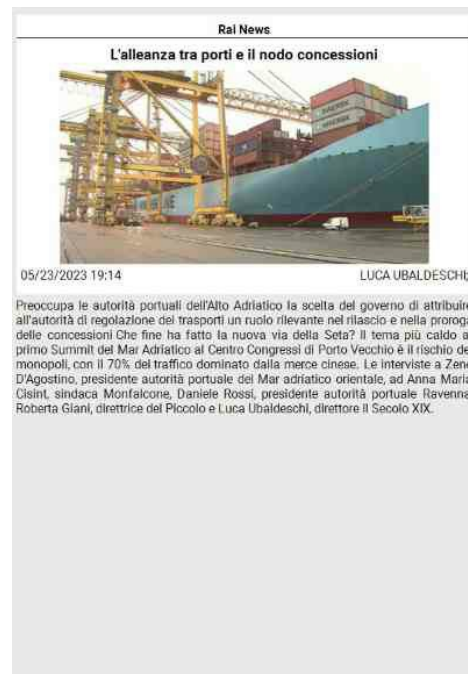 Rai News
L'alleanza tra porti e il nodo concessioni
05/23/2023 19:14
LUCA UBALDESCHI;
Preoccupa le autorità portuali dell'Alto Adriatico la scelta del governo di attribuire
all'autorità di regolazione dei trasporti un ruolo rilevante nel rilascio e nella proroga
delle concessioni Che fine ha fatto la nuova via della Seta? Il tema più caldo al
primo Summit del Mar Adriatico al Centro Congressi di Porto Vecchio è il rischio dei
monopoli, con il 70% del traffico dominato dalla merce cinese. Le interviste a Zeno
D'Agostino, presidente autorità portuale del Mar adriatico orientale, ad Anna Maria
Cisint, sindaca Monfalcone, Daniele Rossi, presidente autorità portuale Ravenna,
Roberta Giani, direttrice del Piccolo e Luca Ubaldeschi, direttore il Secolo XIX.